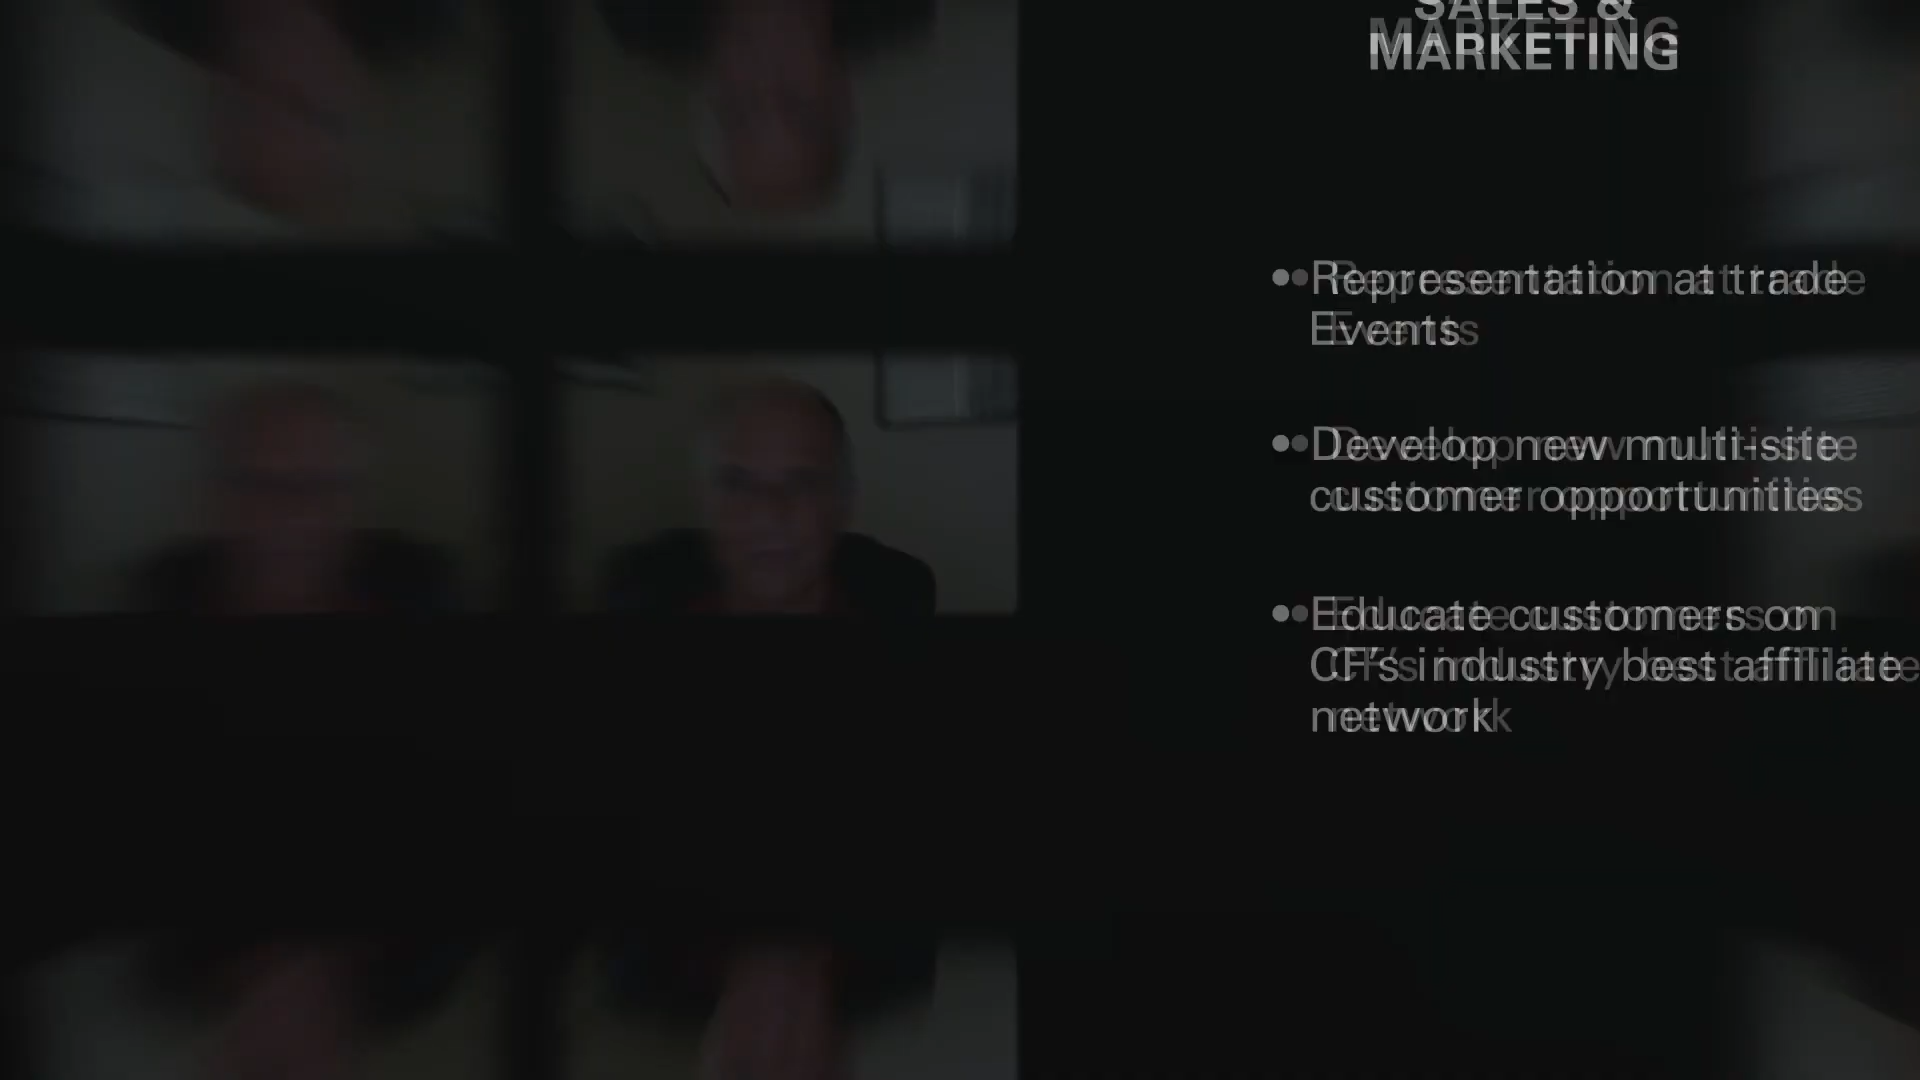 SALES &
MARKETING
• Representation at trade
Events
• Develop new multi-site
customer opportunities
• Educate customers on
CF's industry best affiliate
network